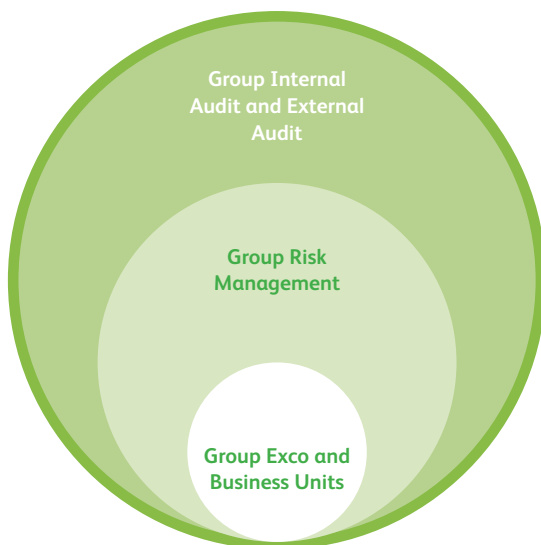 Group Internal
Audit and External
Audit
Group Risk
Management
Group Exco and
Business Units